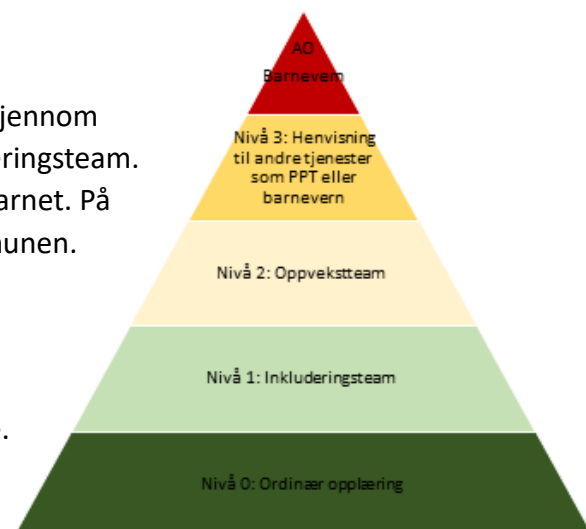 jennom
eringsteam.
arnet. På
nunen.
.
AO
Barnevern
Nivå 3: Henvisning
til andre tjenester
som PPT eller
barnevern
Nivå 2: Oppvekstteam
Nivå 1: Inkluderingsteam
Nivå 0: Ordinær opplæring